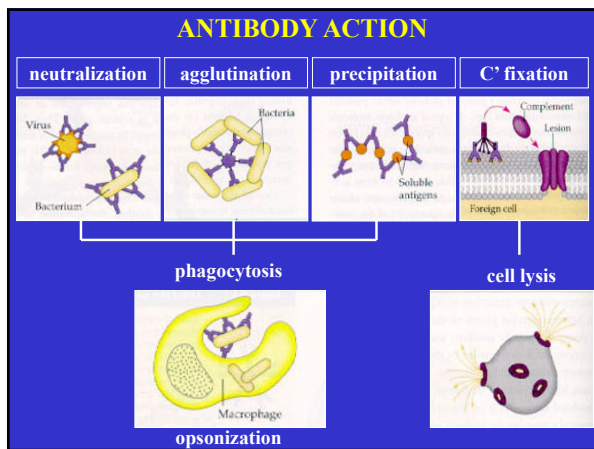 ANTIBODY ACTION
neutralization
agglutination
precipitation
C' fixation
Virus
Bacterium
Bacteria
Soluble
antigens
Complement
Lesion
Foreign cell
phagocytosis
cell lysis
Macrophage
opsonization